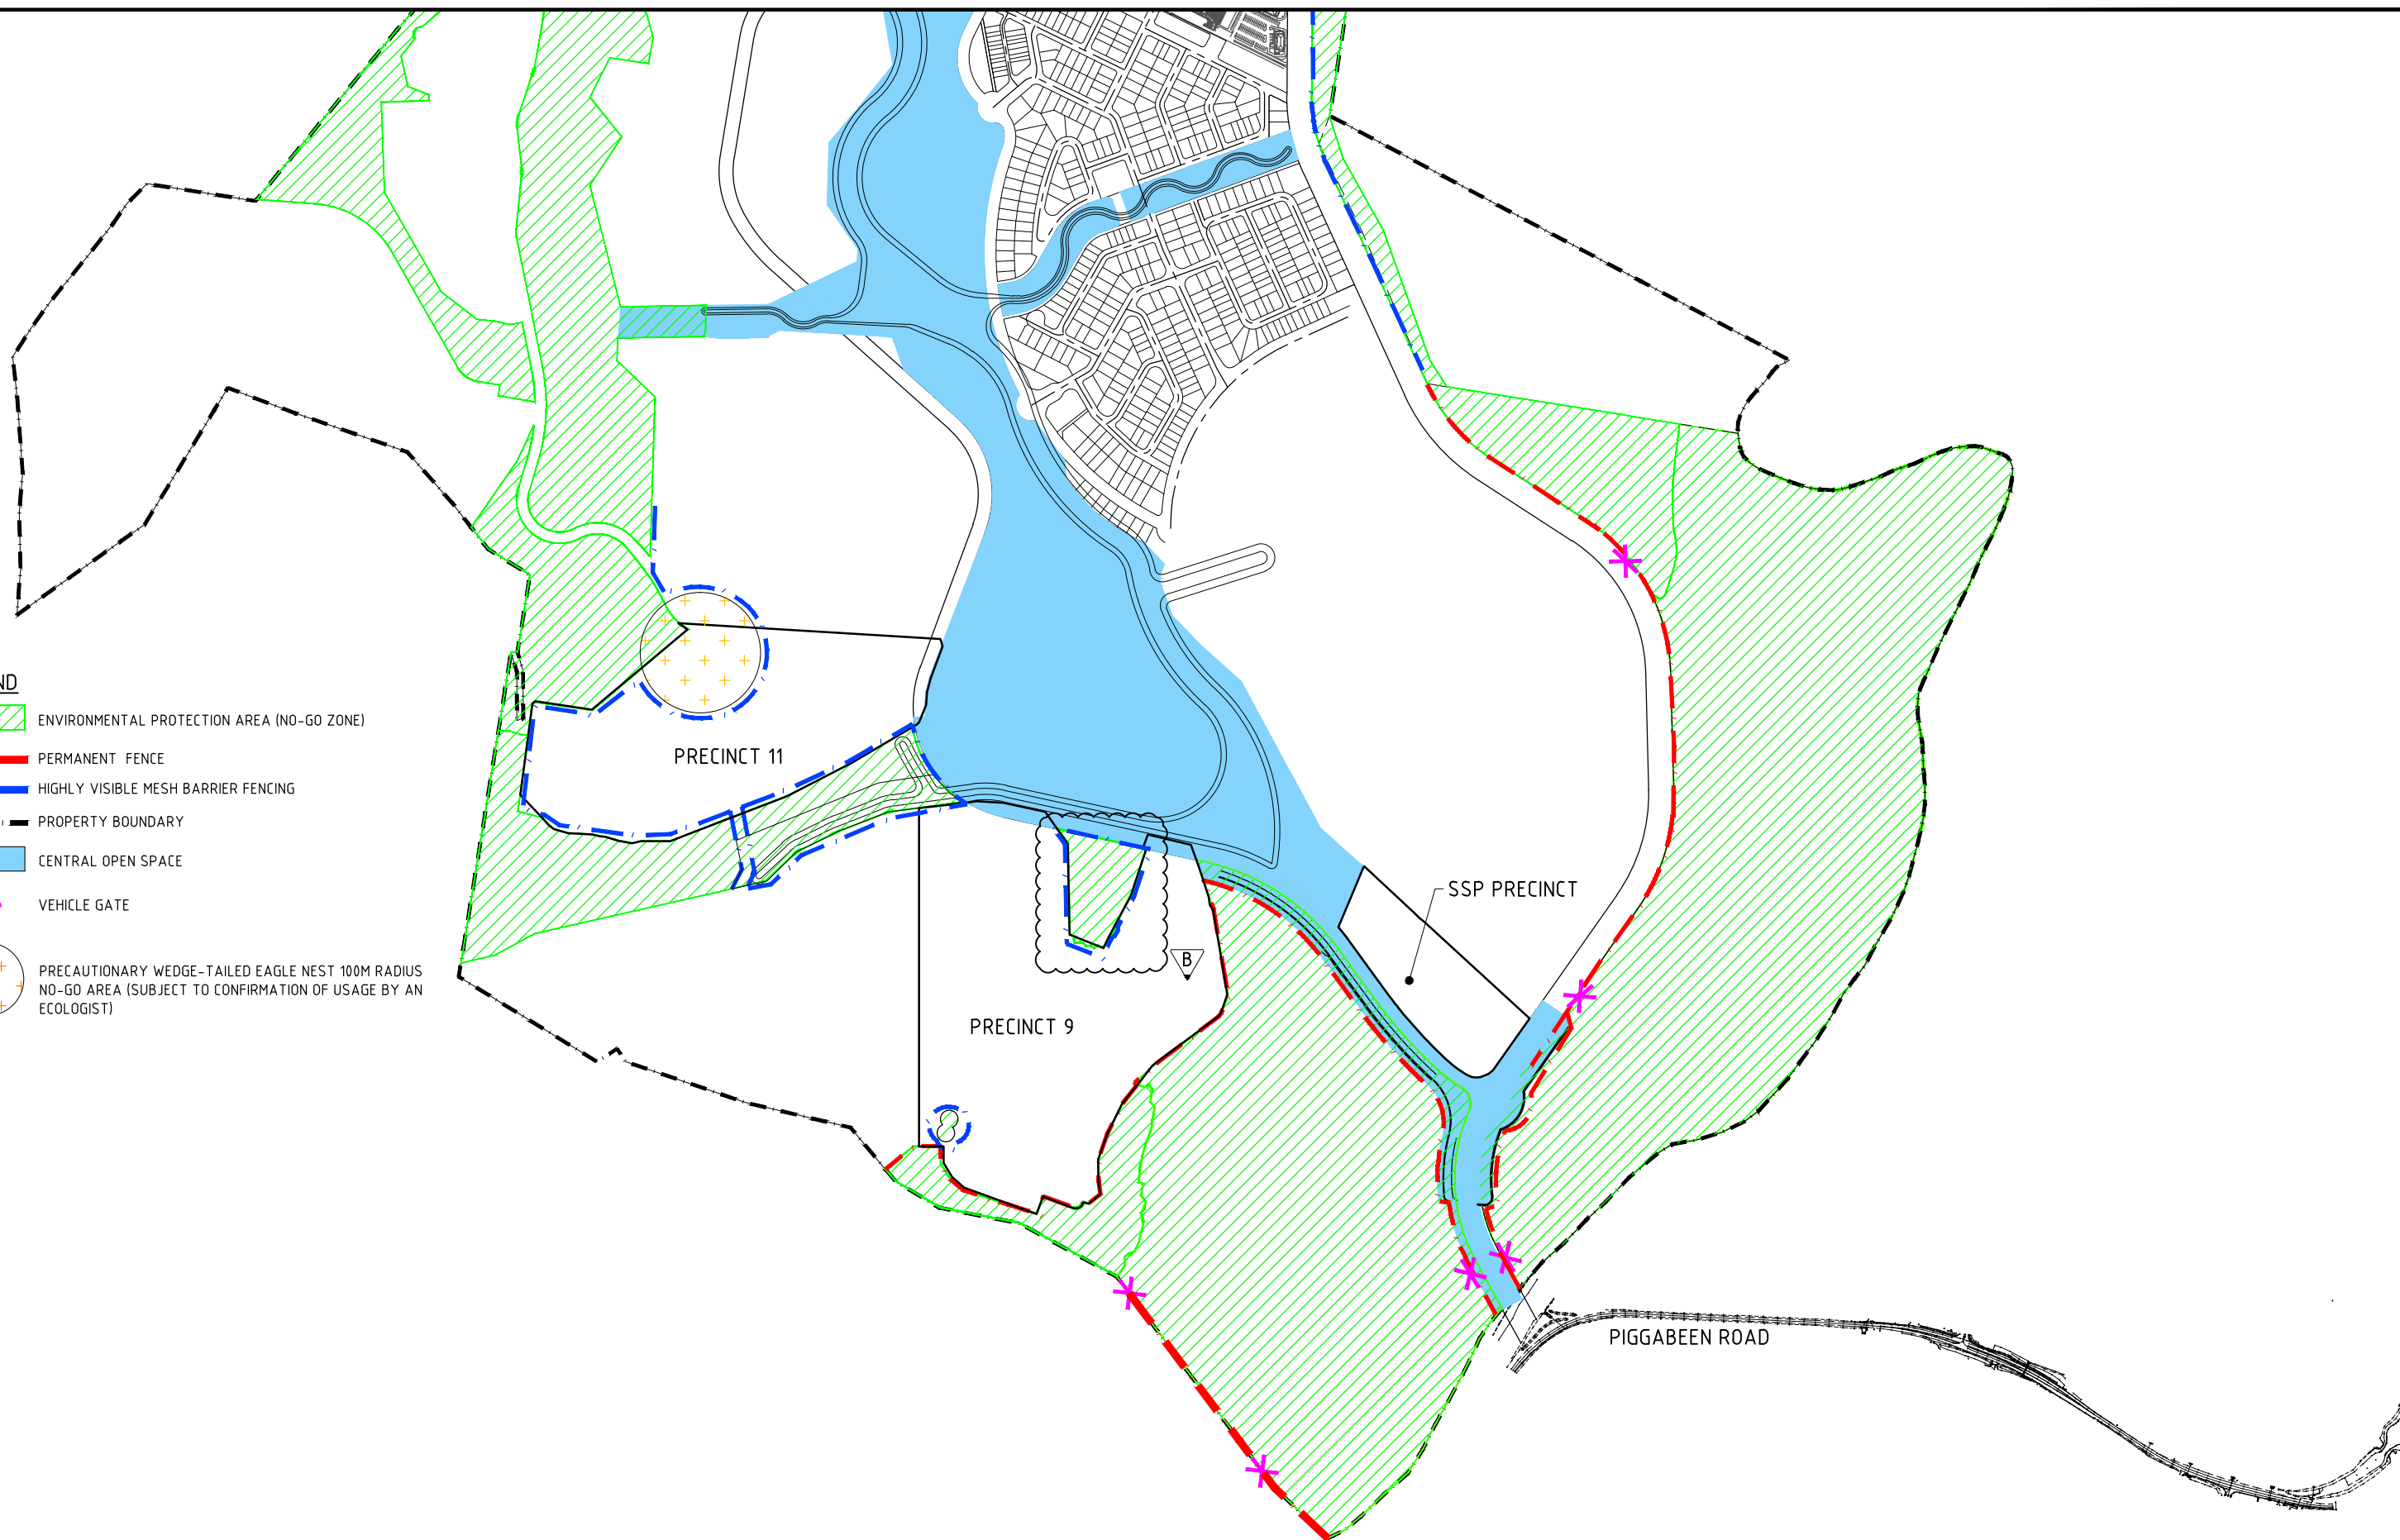 ND
ENVIRONMENTAL PROTECTION AREA (NO-GO ZONE)
PERMANENT FENCE
HIGHLY VISIBLE MESH BARRIER FENCING
PROPERTY BOUNDARY
CENTRAL OPEN SPACE
VEHICLE GATE
PRECAUTIONARY WEDGE-TAILED EAGLE NEST 100M RADIUS
NO-GO AREA (SUBJECT TO CONFIRMATION OF USAGE BY AN
ECOLOGIST)
PRECINCT 11
SSP PRECINCT
B
PRECINCT 9
PIGGABEEN ROAD